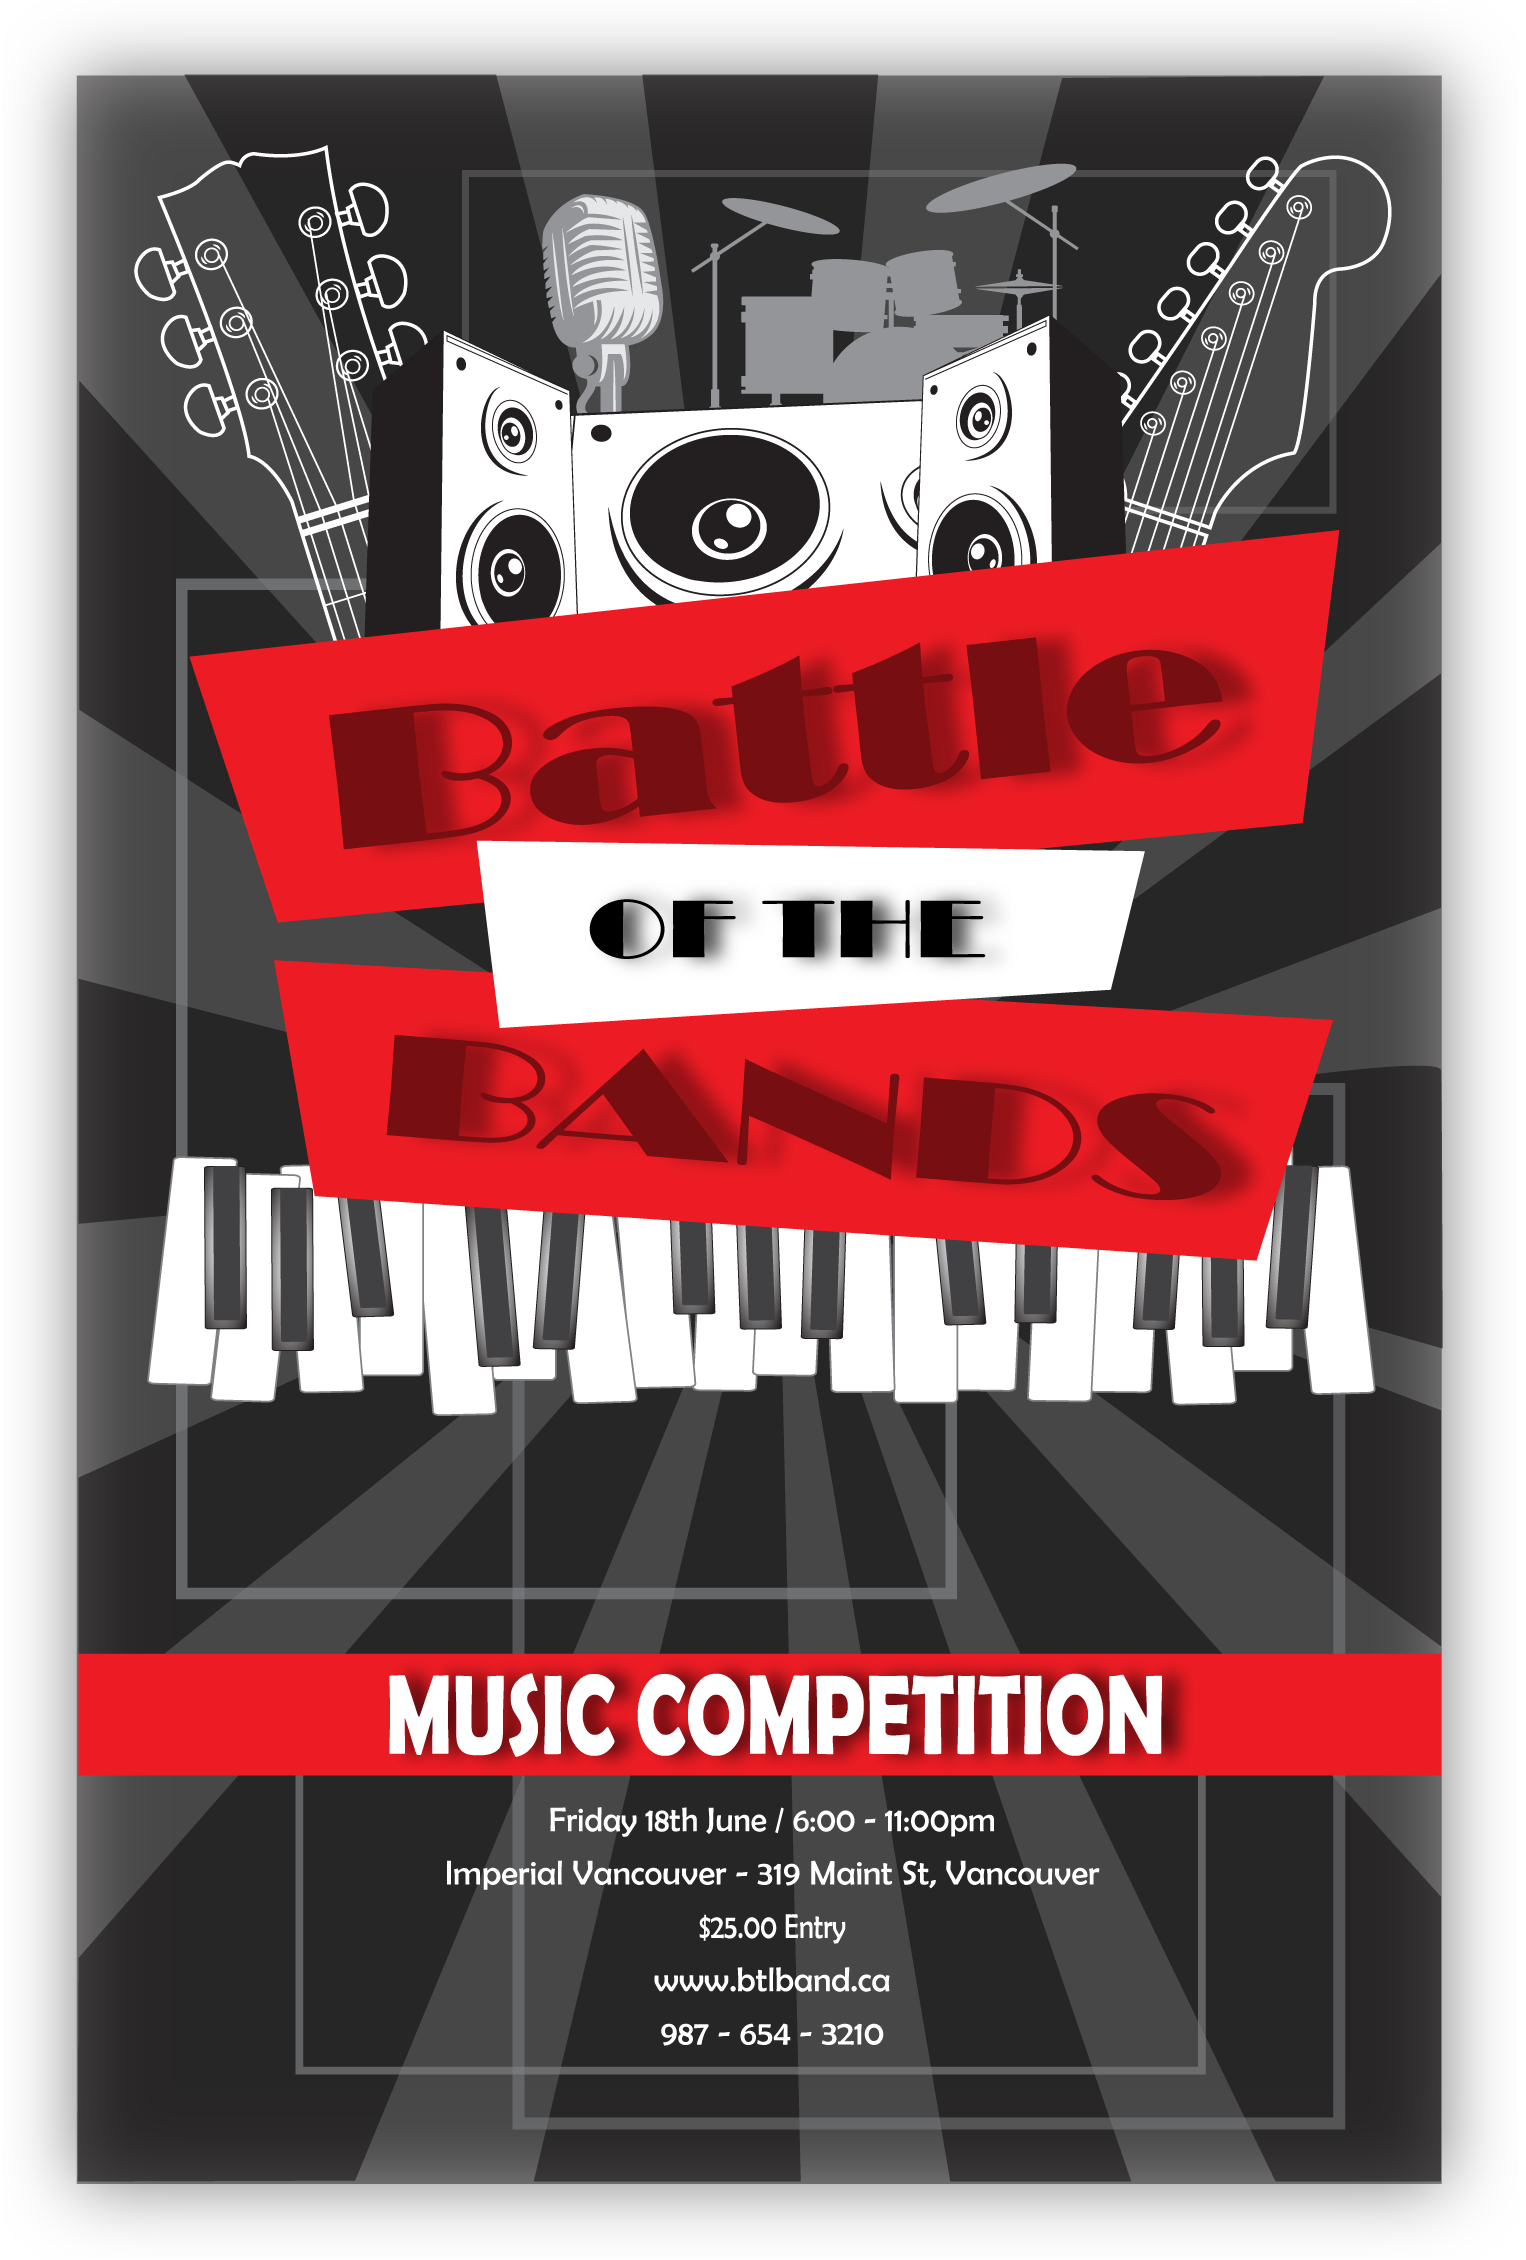 Battle
OF THE
BANDS
MUSIC COMPETITION
Friday 18th June / 6:00 - 11:00pm
Imperial Vancouver - 319 Maint St, Vancouver
$25.00 Entry
www.btlband.ca
987 - 654 - 3210